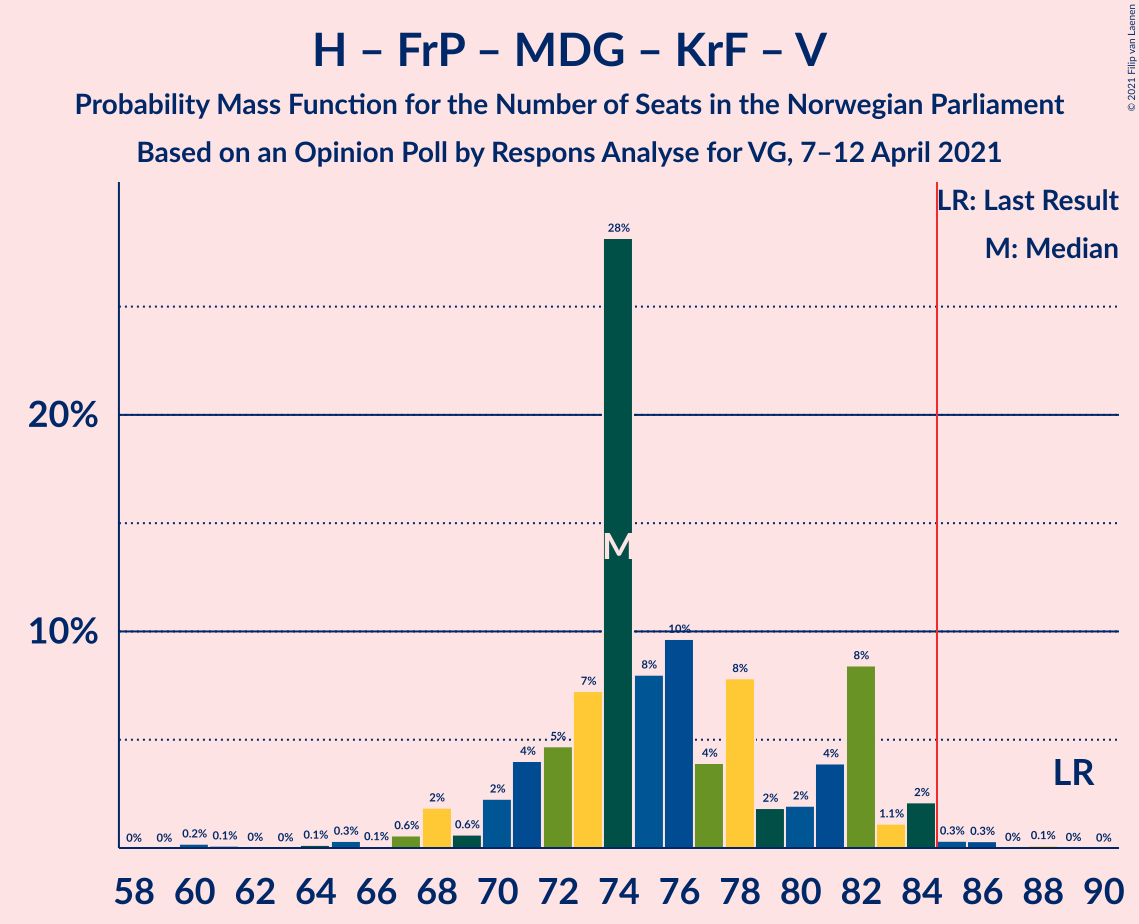 H – FrP – MDG – KrF – V
Probability Mass Function for the Number of Seats in the Norwegian Parliament
Based on an Opinion Poll by Respons Analyse for VG, 7–12 April 2021
© 2021 Filip van Laenen
LR: Last Result
M: Median
20%
10%
0% 0% 0.2% 0.1% 0% 0% 0.1% 0.3% 0.1% 0.6% 2% 0.6% 2% 4% 5% 7% 28% 8% 10% 4% 8% 2% 2% 4% 8% 1.1% 2% 0.3% 0.3% 0% 0.1% 0% 0%
M
LR
58 60 62 64 66 68 70 72 74 76 78 80 82 84 86 88 90